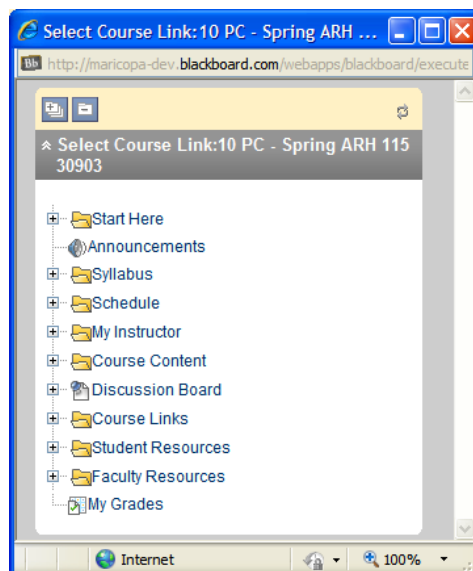 Select Course Link:10 PC - Spring ARH ...
Bb http://maricopa-dev.blackboard.com/webapps/blackboard/execute
Select Course Link:10 PC - Spring ARH 115
30903
Start Here
Announcements
Syllabus
Schedule
My Instructor
Course Content
Discussion Board
Course Links
Student Resources
Faculty Resources
My Grades
Internet 100%